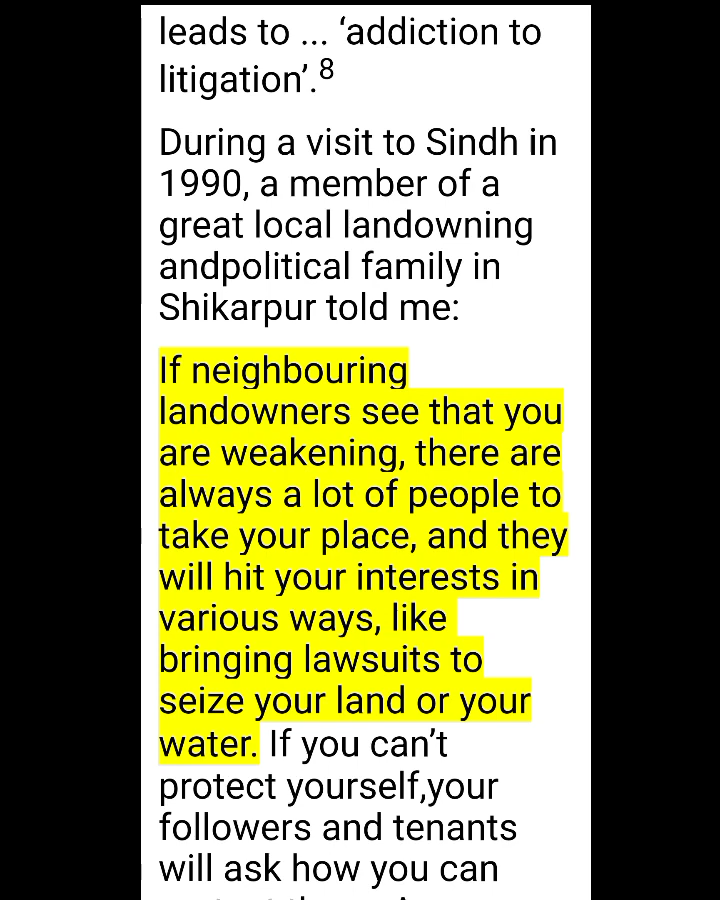 leads to ... ‘addiction to
litigation’.8
During a visit to Sindh in
1990, a member of a
great local landowning
andpolitical family in
Shikarpur told me:
If neighbouring
landowners see that you
are weakening, there are
always a lot of people to
take your place, and they
will hit your interests in
various ways, like
bringing lawsuits to
seize your land or your
water. If you can’t
protect yourself,your
followers and tenants
will ask how you can